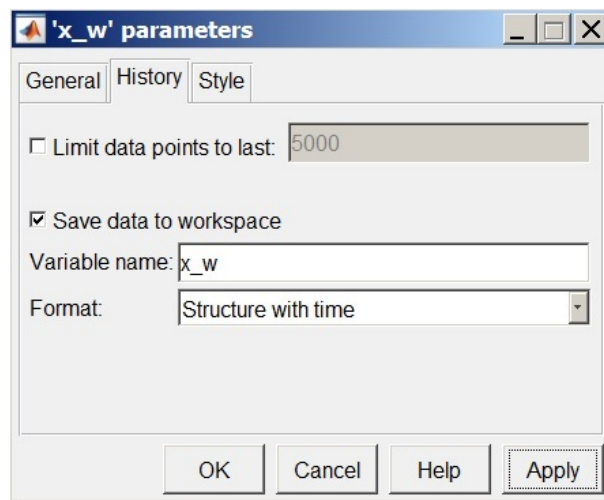 'x_w' parameters
General History Style
Limit data points to last: 5000
Save data to workspace
Variable name: x_w
Format: Structure with time
OK Cancel Help Apply